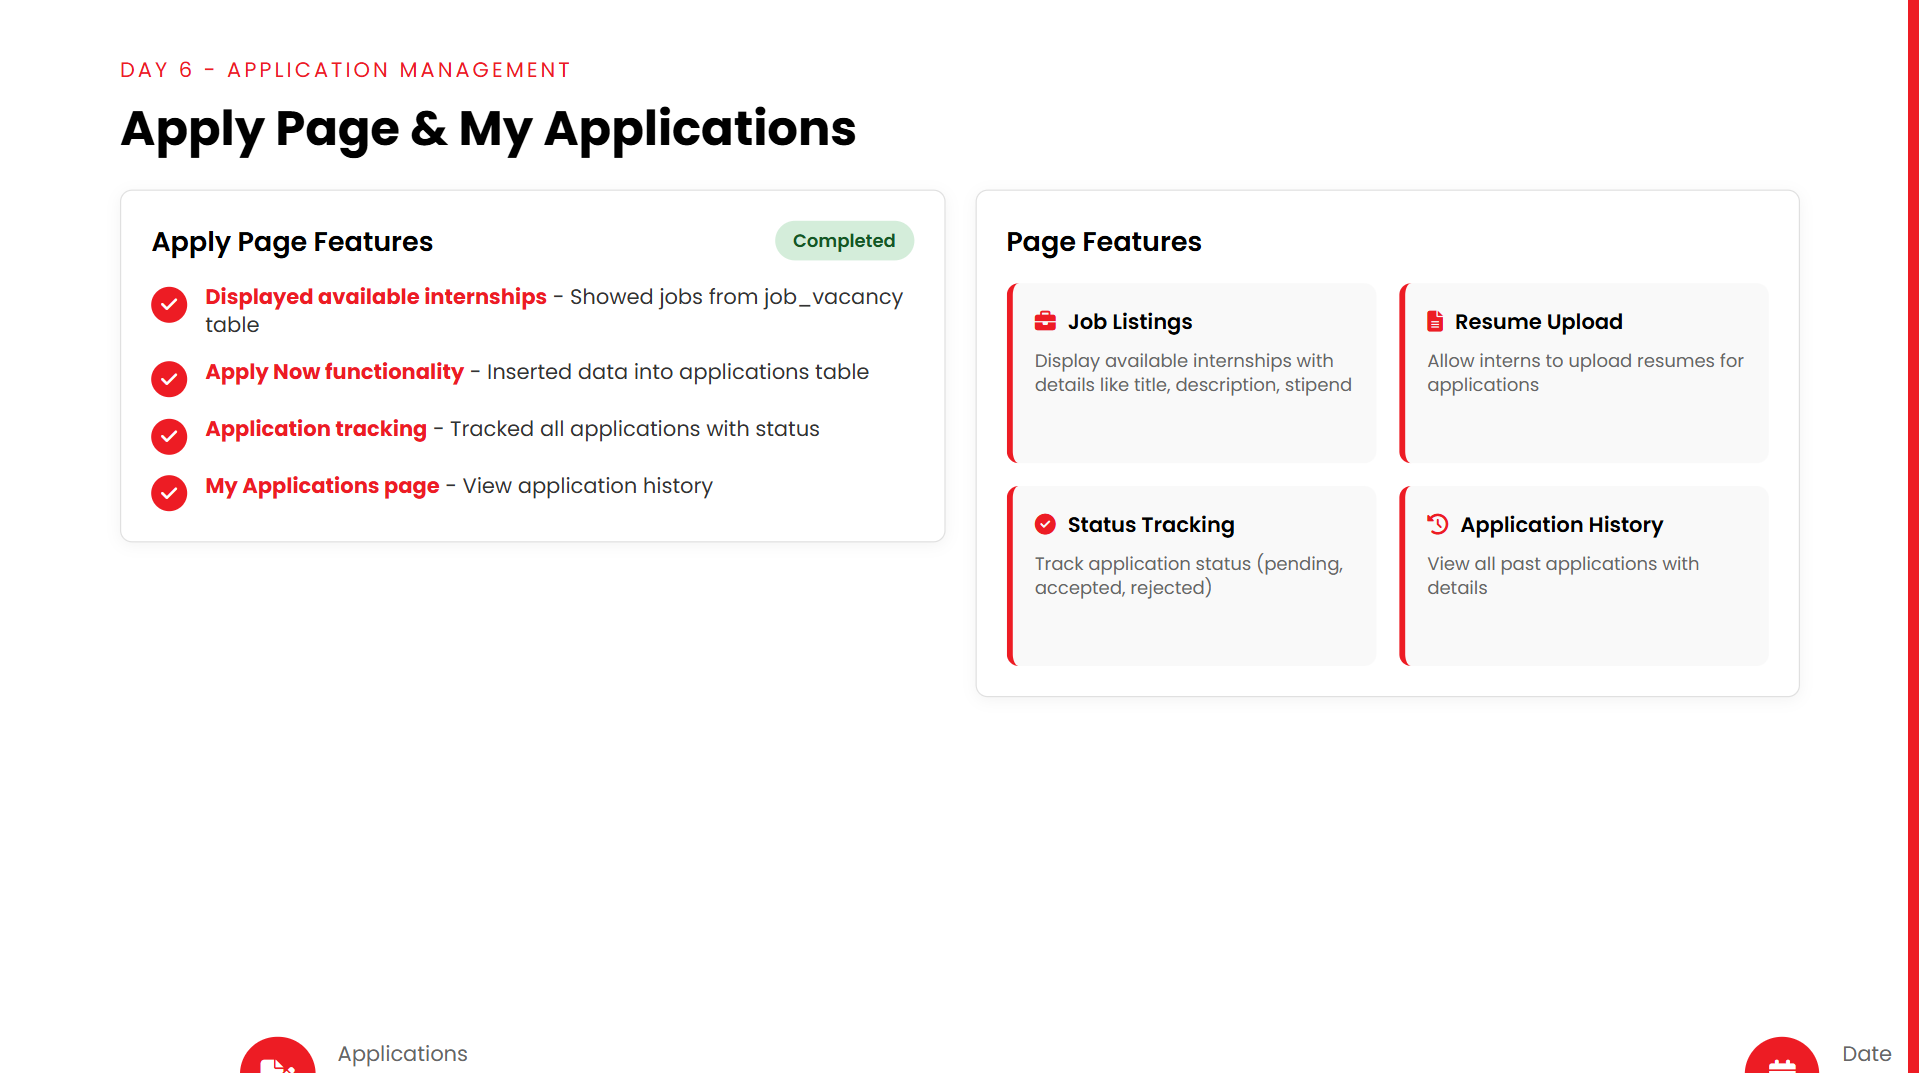 DAY 6 - APPLICATION MANAGEMENT
Apply Page & My Applications
Apply Page Features
Completed
Displayed available internships - Showed jobs from job_vacancy
table
Apply Now functionality - Inserted data into applications table
Application tracking - Tracked all applications with status
My Applications page - View application history
Page Features
Job Listings
Display available internships with
details like title, description, stipend
Resume Upload
Allow interns to upload resumes for
applications
Status Tracking
Track application status (pending,
accepted, rejected)
Application History
View all past applications with
details
Applications
Date